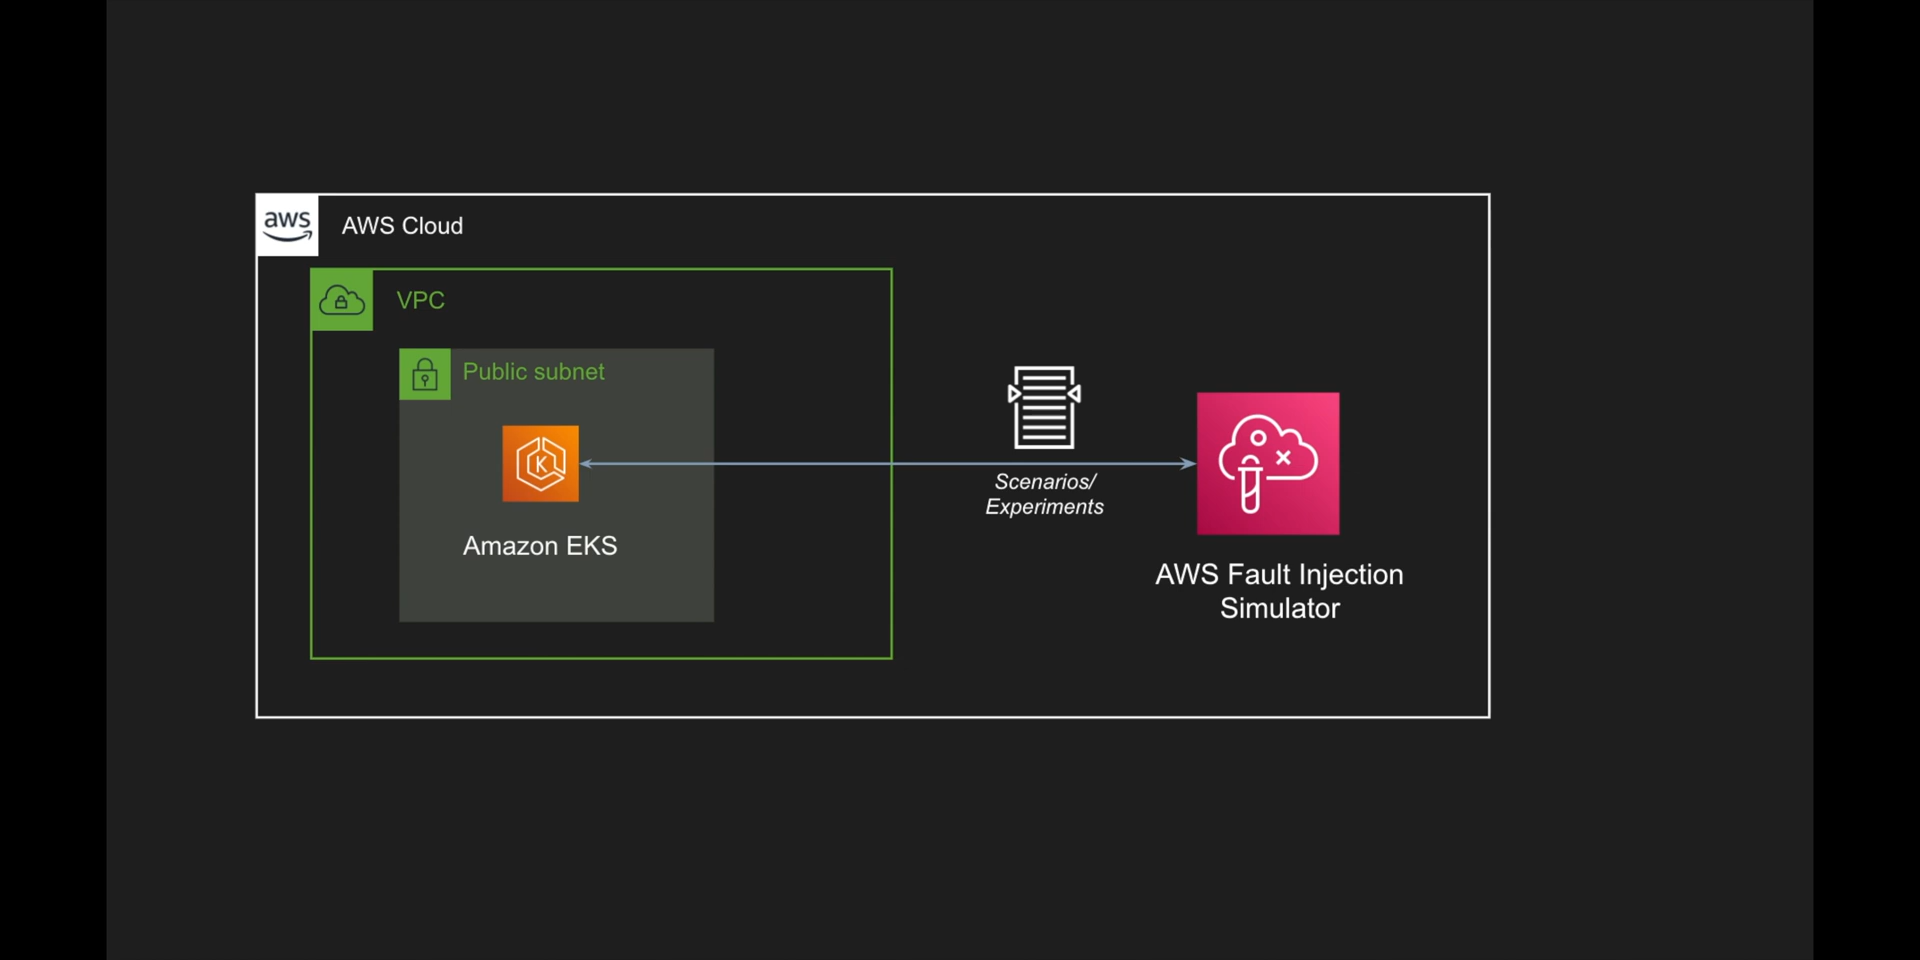 aws
AWS Cloud
VPC
Public subnet
K
Amazon EKS
Scenarios/
Experiments
AWS Fault Injection
Simulator